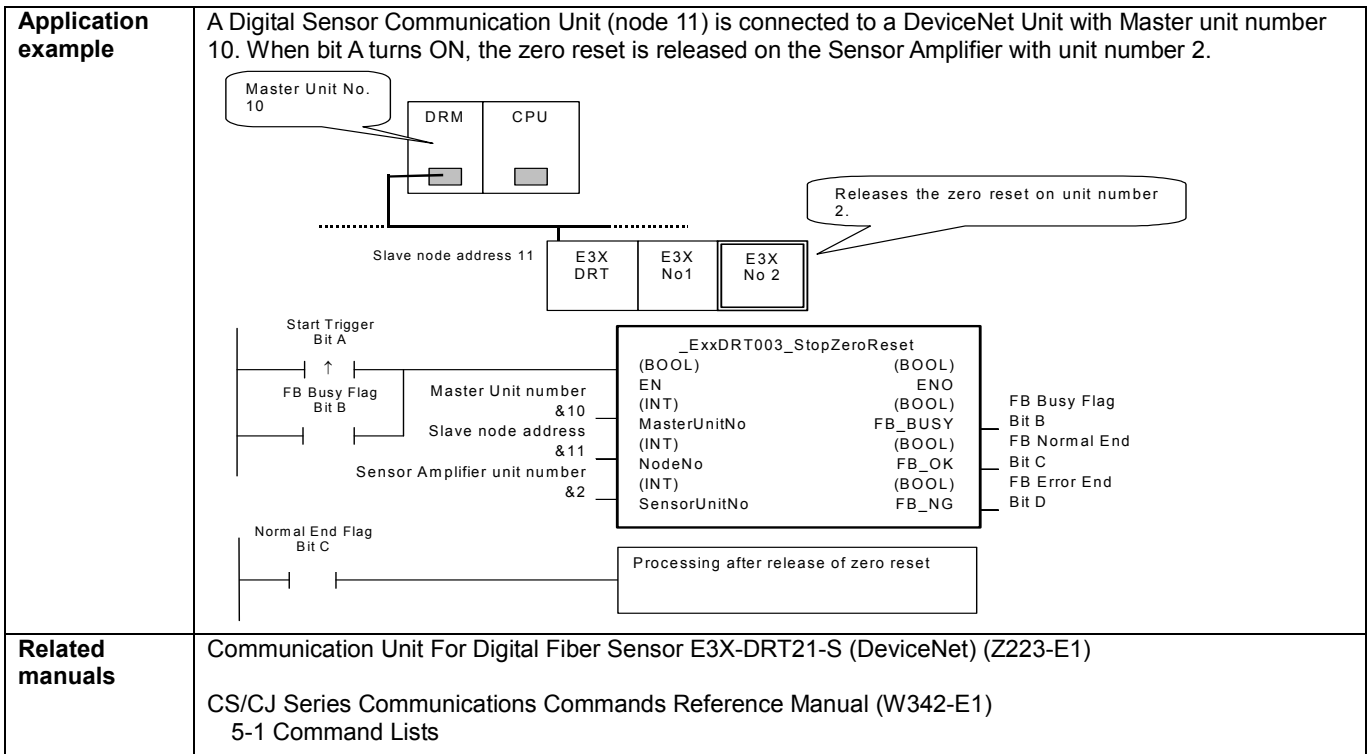 Application example
A Digital Sensor Communication Unit (node 11) is connected to a DeviceNet Unit with Master unit number
10. When bit A turns ON, the zero reset is released on the Sensor Amplifier with unit number 2.
Master Unit No.
10
DRM
CPU
Releases the zero reset on unit number
2.
Slave node address 11
E3X
DRT
E3X
No1
E3X
No 2
Start Trigger
Bit A
↑
FB Busy Flag
Bit B
Master Unit number
&10
Slave node address
&11
Sensor Amplifier unit number
&2
_ExxDRT003_StopZeroReset
(BOOL) (BOOL)
EN ENO
(INT) (BOOL)
MasterUnitNo FB_BUSY
(INT) (BOOL)
NodeNo FB_OK
(INT) (BOOL)
SensorUnitNo FB_NG
FB Busy Flag
Bit B
FB Normal End
Bit C
FB Error End
Bit D
Normal End Flag
Bit C
Processing after release of zero reset
Related manuals
Communication Unit For Digital Fiber Sensor E3X-DRT21-S (DeviceNet) (Z223-E1)
CS/CJ Series Communications Commands Reference Manual (W342-E1)
5-1 Command Lists